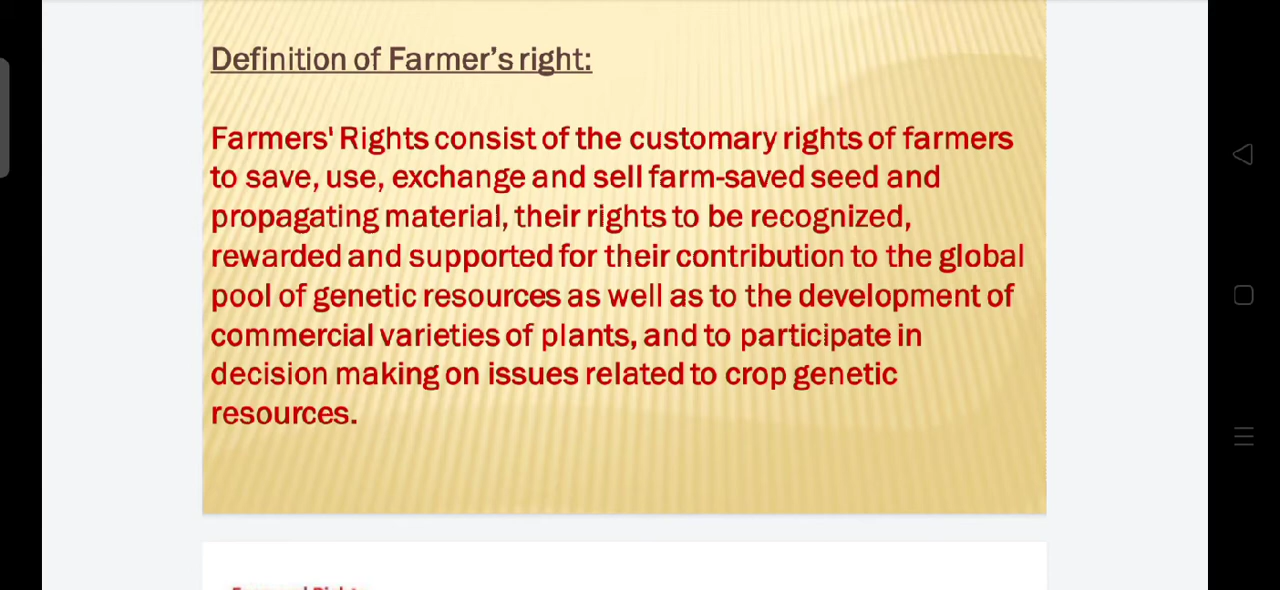 Definition of Farmer's right:
Farmers' Rights consist of the customary rights of farmers
to save, use, exchange and sell farm-saved seed and
propagating material, their rights to be recognized,
rewarded and supported for their contribution to the global
pool of genetic resources as well as to the development of
commercial varieties of plants, and to participate in
decision making on issues related to crop genetic
resources.